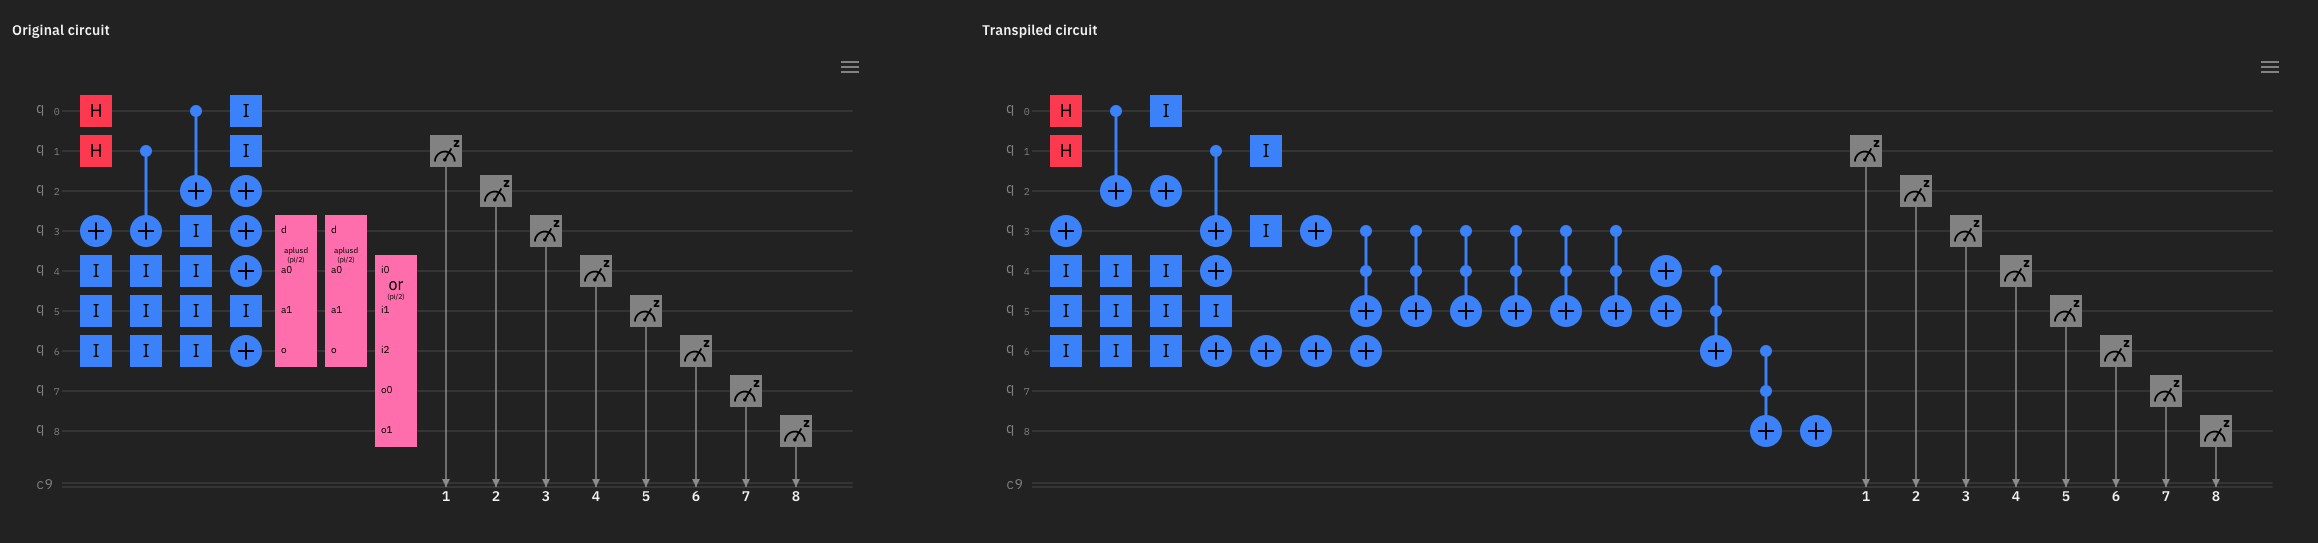 Original circuit Transpiled circuit
q 0 H I q 0 H I
q 1 H I z q 1 H I z
q 2 z q 2 z
q 3 I d d z q 3 I z
aplusd aplusd
(pi/2) (pi/2)
q 4 I I I a0 a0 i0 z q 4 I I I z
or
(pi/2)
q 5 I I I I a1 a1 i1 z q 5 I I I I z
q 6 I I I o o i2 z q 6 I I I z
q 7 o0 z q 7 z
q 8 o1 z q 8 z
c9 c9
1 2 3 4 5 6 7 8 1 2 3 4 5 6 7 8